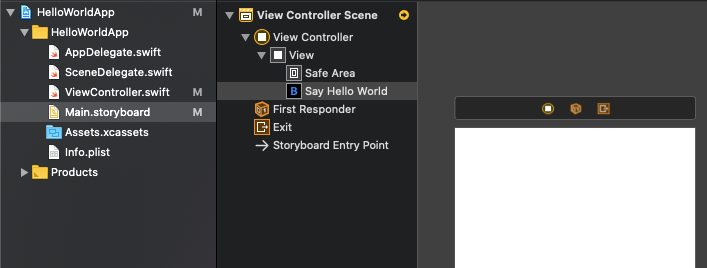 HelloWorldApp M
HelloWorldApp
AppDelegate.swift
SceneDelegate.swift
ViewController.swift M
Main.storyboard M
Assets.xcassets
Info.plist
Products
View Controller Scene
View Controller
View
Safe Area
B Say Hello World
First Responder
Exit
Storyboard Entry Point